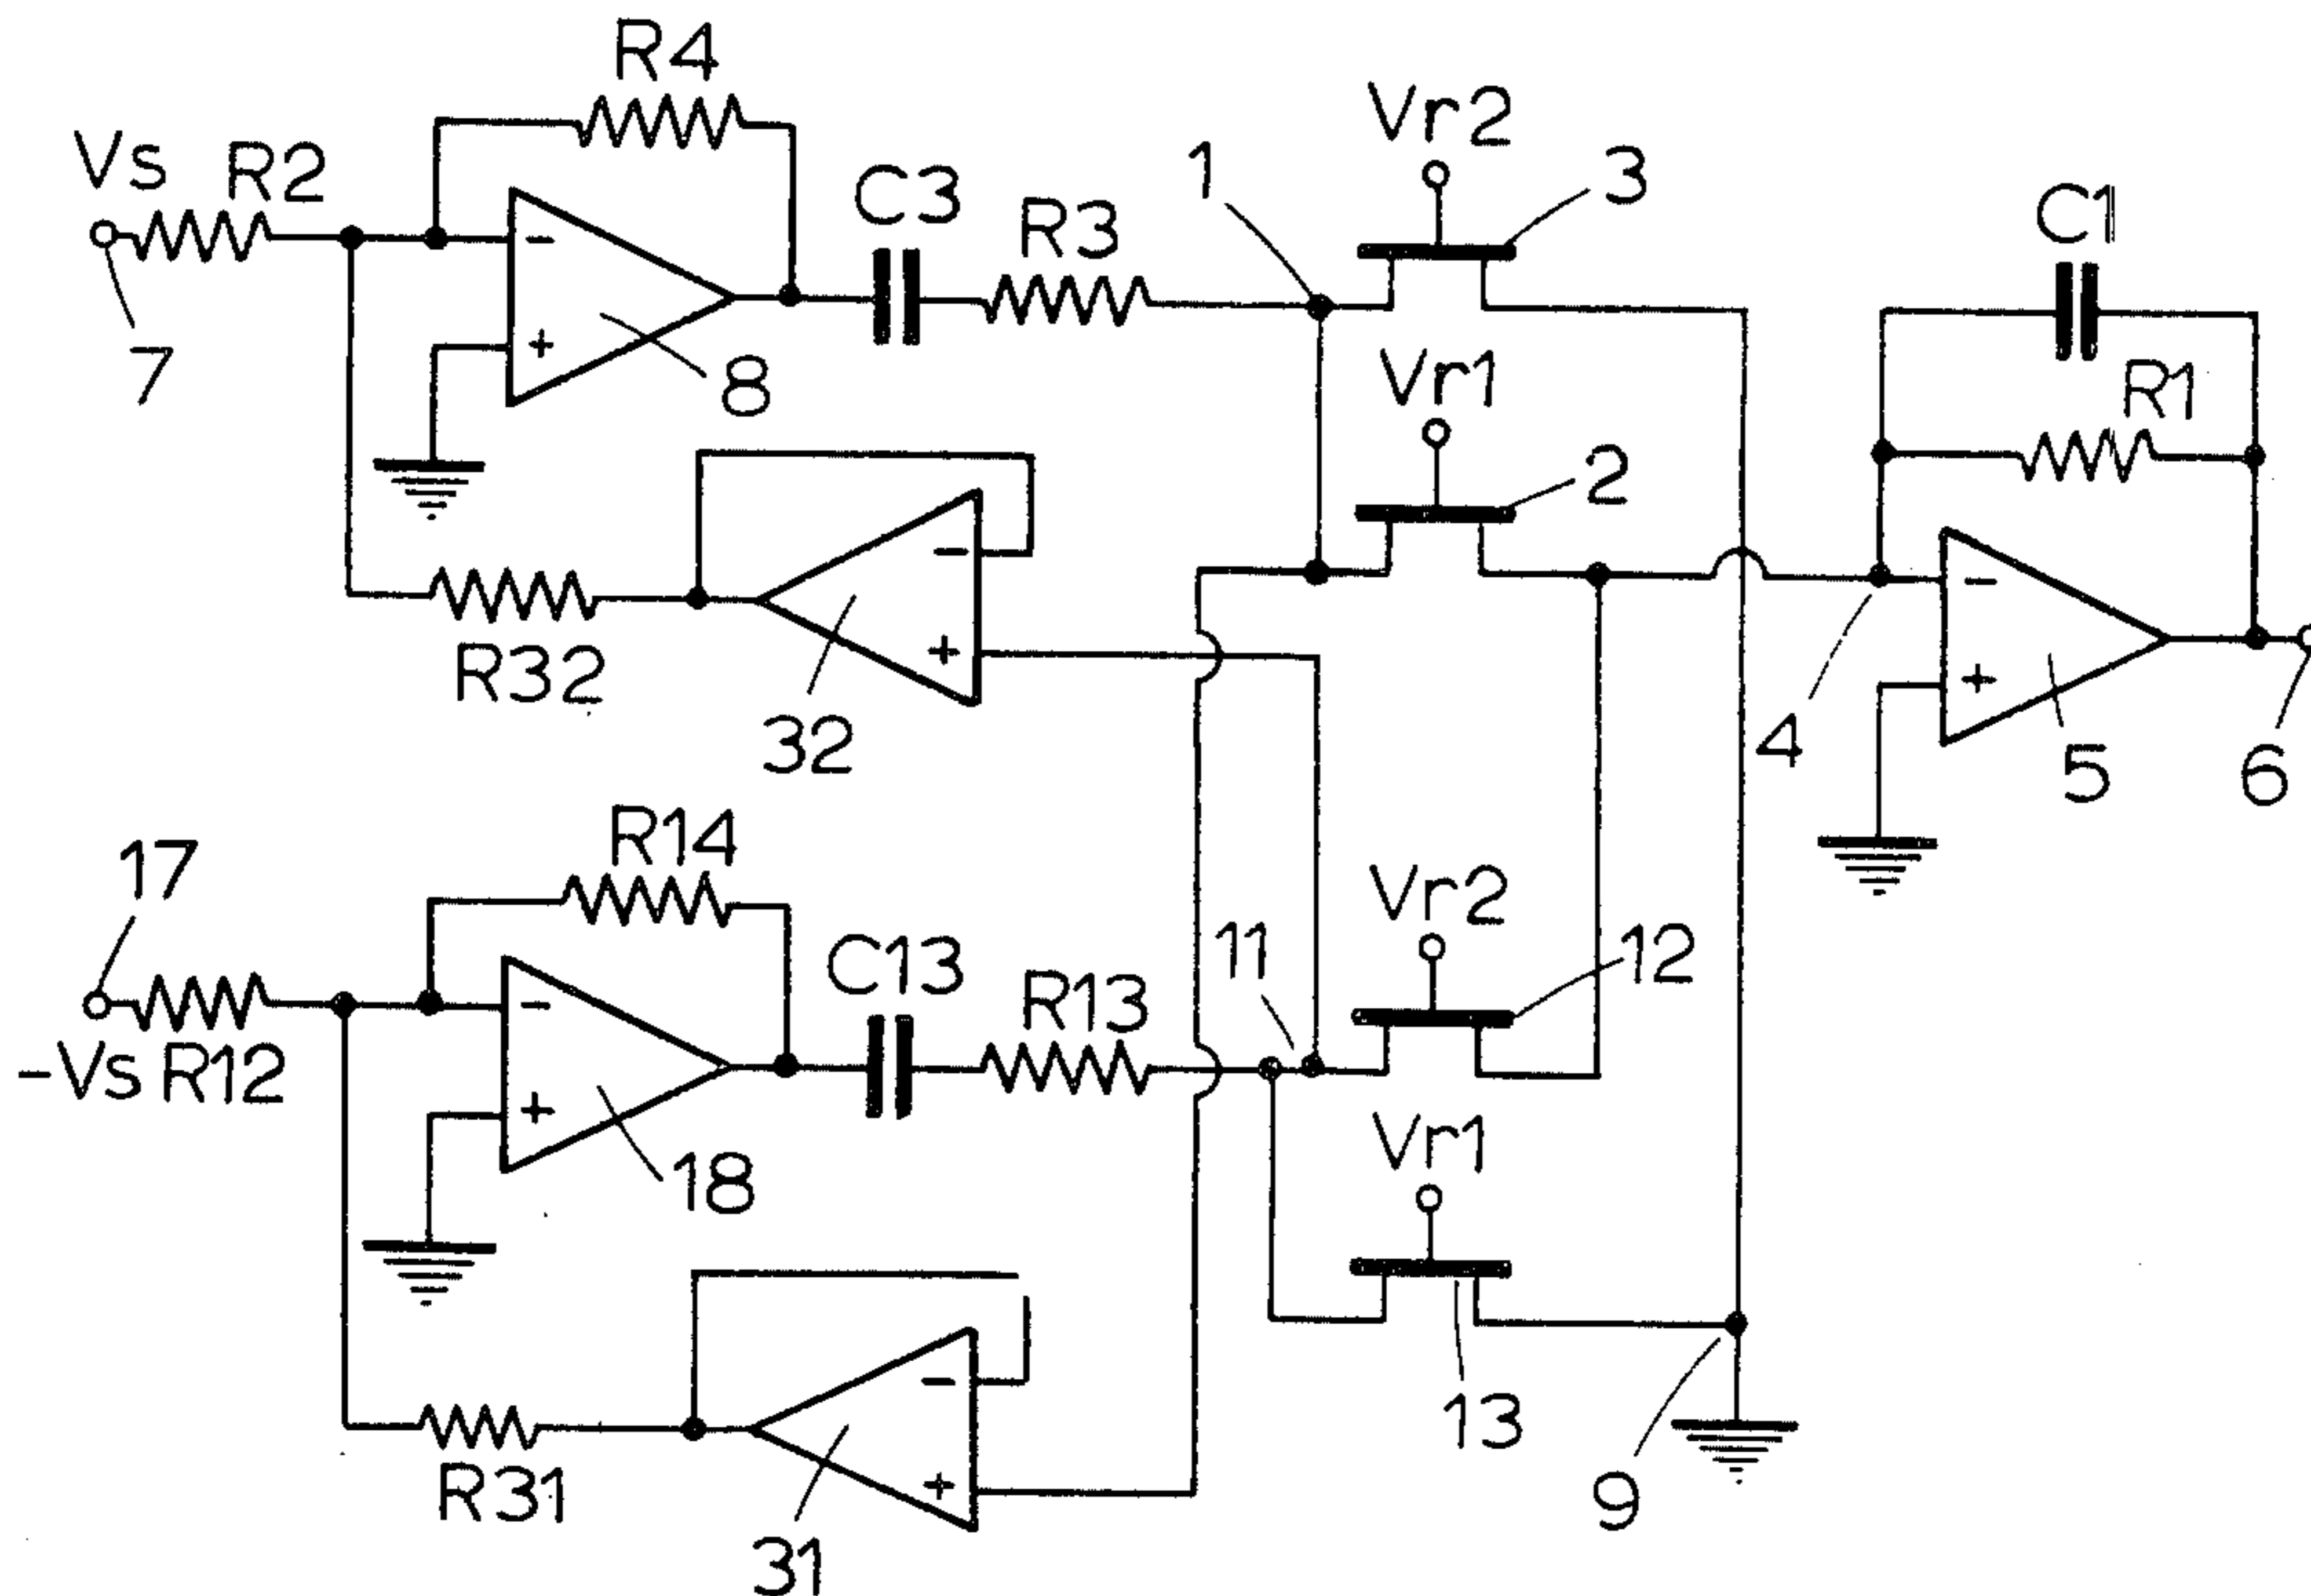 R4
Vs
R2
C3
R3
1
Vr2
3
C1
7
-
+
8
Vr1
2
R1
R32
-
+
32
4
-
+
5
6
17
R14
-Vs
R12
C13
R13
11
Vr2
12
-
+
18
Vr1
13
R31
-
+
31
9